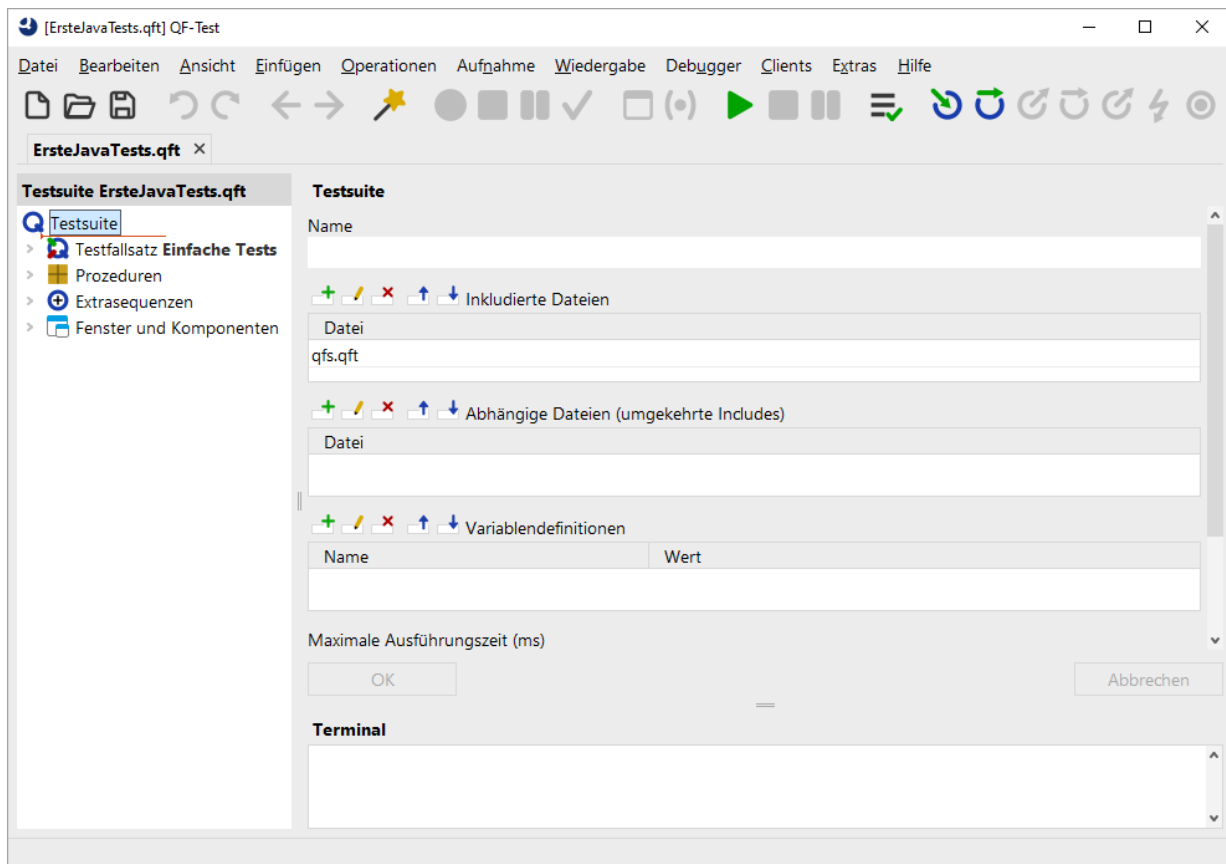 [ErsteJavaTests.qft] QF-Test
Datei Bearbeiten Ansicht Einfügen Operationen Aufnahme Wiedergabe Debugger Clients Extras Hilfe
ErsteJavaTests.qft
Testsuite ErsteJavaTests.qft
Testsuite
Testfallsatz Einfache Tests
Prozeduren
Extrasequenzen
Fenster und Komponenten
Testsuite
Name
Inkludierte Dateien
Datei
qfs.qft
Abhängige Dateien (umgekehrte Includes)
Datei
Variablendefinitionen
Name Wert
Maximale Ausführungszeit (ms)
OK Abbrechen
Terminal